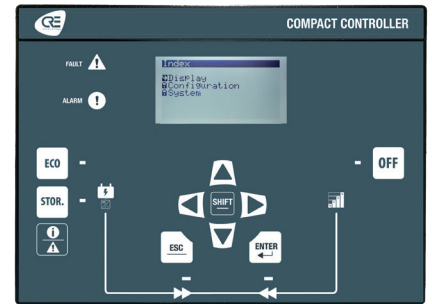 CRE
COMPACT CONTROLLER
FAULT
ALARM
Index
Display
Configuration
System
ECO
OFF
STOR.
SHIFT
ESC
ENTER